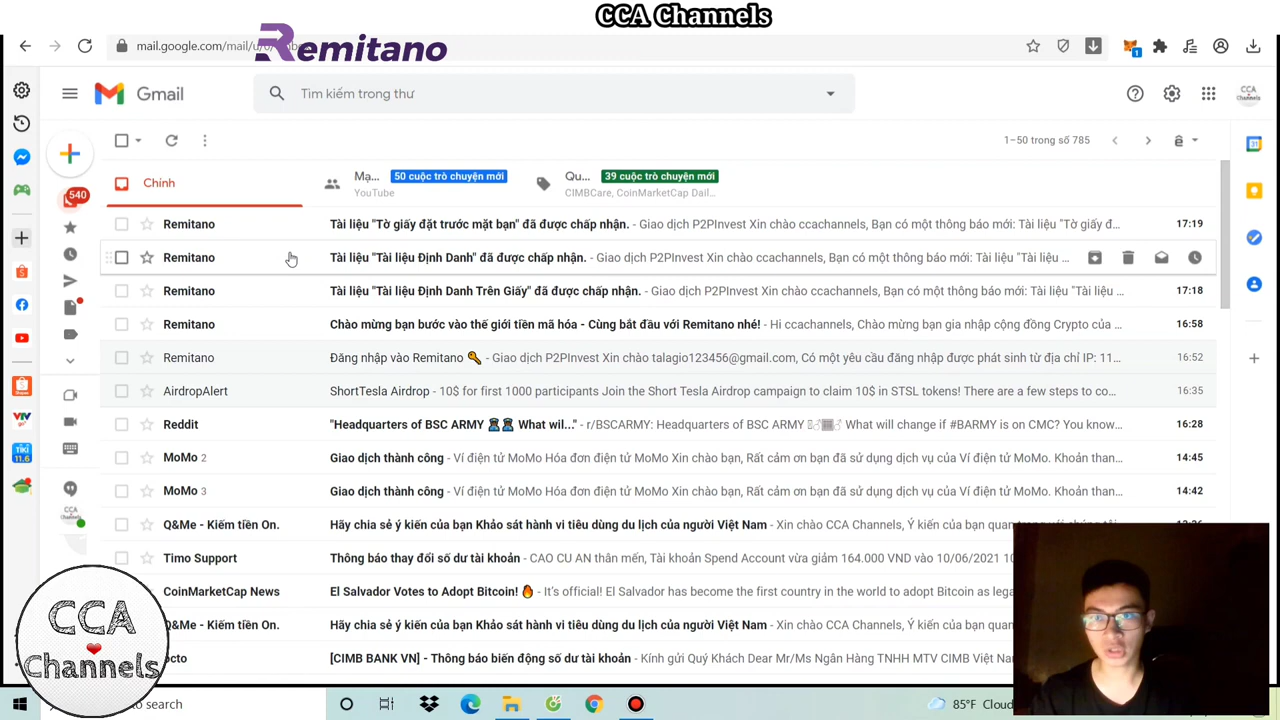 CCA Channels
Remitano
mail.google.com/mail/u/
1
Gmail
Tìm kiếm trong thư
CCA
Channels
1–50 trong số 785
ê
540
Chính
Mạ...
50 cuộc trò chuyện mới
YouTube
Qu...
39 cuộc trò chuyện mới
CIMBCare, CoinMarketCap Dail...
Remitano
Tài liệu "Tờ giấy đặt trước mặt bạn" đã được chấp nhận. - Giao dịch P2PInvest Xin chào ccachannels, Bạn có một thông báo mới: Tài liệu "Tờ giấy đ...
17:19
Remitano
Tài liệu "Tài liệu Định Danh" đã được chấp nhận. - Giao dịch P2PInvest Xin chào ccachannels, Bạn có một thông báo mới: Tài liệu "Tài liệu ...
Remitano
Tài liệu "Tài liệu Định Danh Trên Giấy" đã được chấp nhận. - Giao dịch P2PInvest Xin chào ccachannels, Bạn có một thông báo mới: Tài liệu "Tài liệu ...
17:18
Remitano
Chào mừng bạn bước vào thế giới tiền mã hóa - Cùng bắt đầu với Remitano nhé! - Hi ccachannels, Chào mừng bạn gia nhập cộng đồng Crypto của ...
16:58
Remitano
Đăng nhập vào Remitano 🔑 - Giao dịch P2PInvest Xin chào talagio123456@gmail.com, Có một yêu cầu đăng nhập được phát sinh từ địa chỉ IP: 11...
16:52
AirdropAlert
ShortTesla Airdrop - 10$ for first 1000 participants Join the Short Tesla Airdrop campaign to claim 10$ in STSL tokens! There are a few steps to co...
16:35
Reddit
"Headquarters of BSC ARMY What wil..." - r/BSCARMY: Headquarters of BSC ARMY What will change if #BARMY is on CMC? You know...
16:28
MoMo 2
Giao dịch thành công - Ví điện tử MoMo Hóa đơn điện tử MoMo Xin chào bạn, Rất cảm ơn bạn đã sử dụng dịch vụ của Ví MoMo. Khoản than...
14:45
MoMo 3
Giao dịch thành công - Ví điện tử MoMo Hóa đơn điện tử MoMo Xin chào bạn, Rất cảm ơn bạn đã sử dụng dịch vụ của Ví MoMo. Khoản than...
14:42
Q&Me - Kiếm tiền On.
Hãy chia sẻ ý kiến của bạn Khảo sát hành vi tiêu dùng du lịch của người Việt Nam - Xin chào CCA Channels, Ý kiến của bạn quan
Timo Support
Thông báo thay đổi số dư tài khoản - CAO CU AN thân mến, Tài khoản Spend Account vừa giảm 164.000 VND vào 10/06/2021 10
CoinMarketCap News
El Salvador Votes to Adopt Bitcoin! 🔥 - It's official! El Salvador has become the first country in the world to adopt Bitcoin as lega
Q&Me - Kiếm tiền On.
Hãy chia sẻ ý kiến của bạn Khảo sát hành vi tiêu dùng du lịch của người Việt Nam - Xin chào CCA Channels, Ý kiến của bạn quan
octo
[CIMB BANK VN] - Thông báo biến động số dư tài khoản - Kính gửi Quý Khách Dear Mr/Ms Ngân Hàng TNHH MTV CIMB Việt Nam
VTV
go
TIKI
11.6
CCA
Channels
search
85°F Cloud